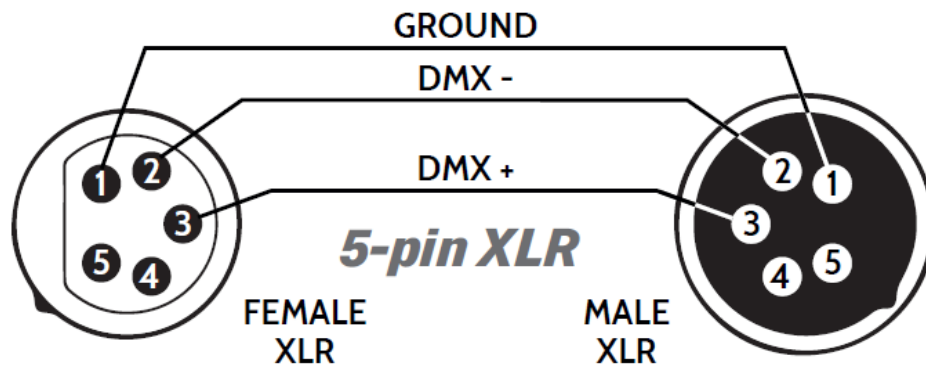 GROUND
DMX -
DMX +
1
2
3
4
5
2
1
3
4
5
5-pin XLR
FEMALE
XLR
MALE
XLR